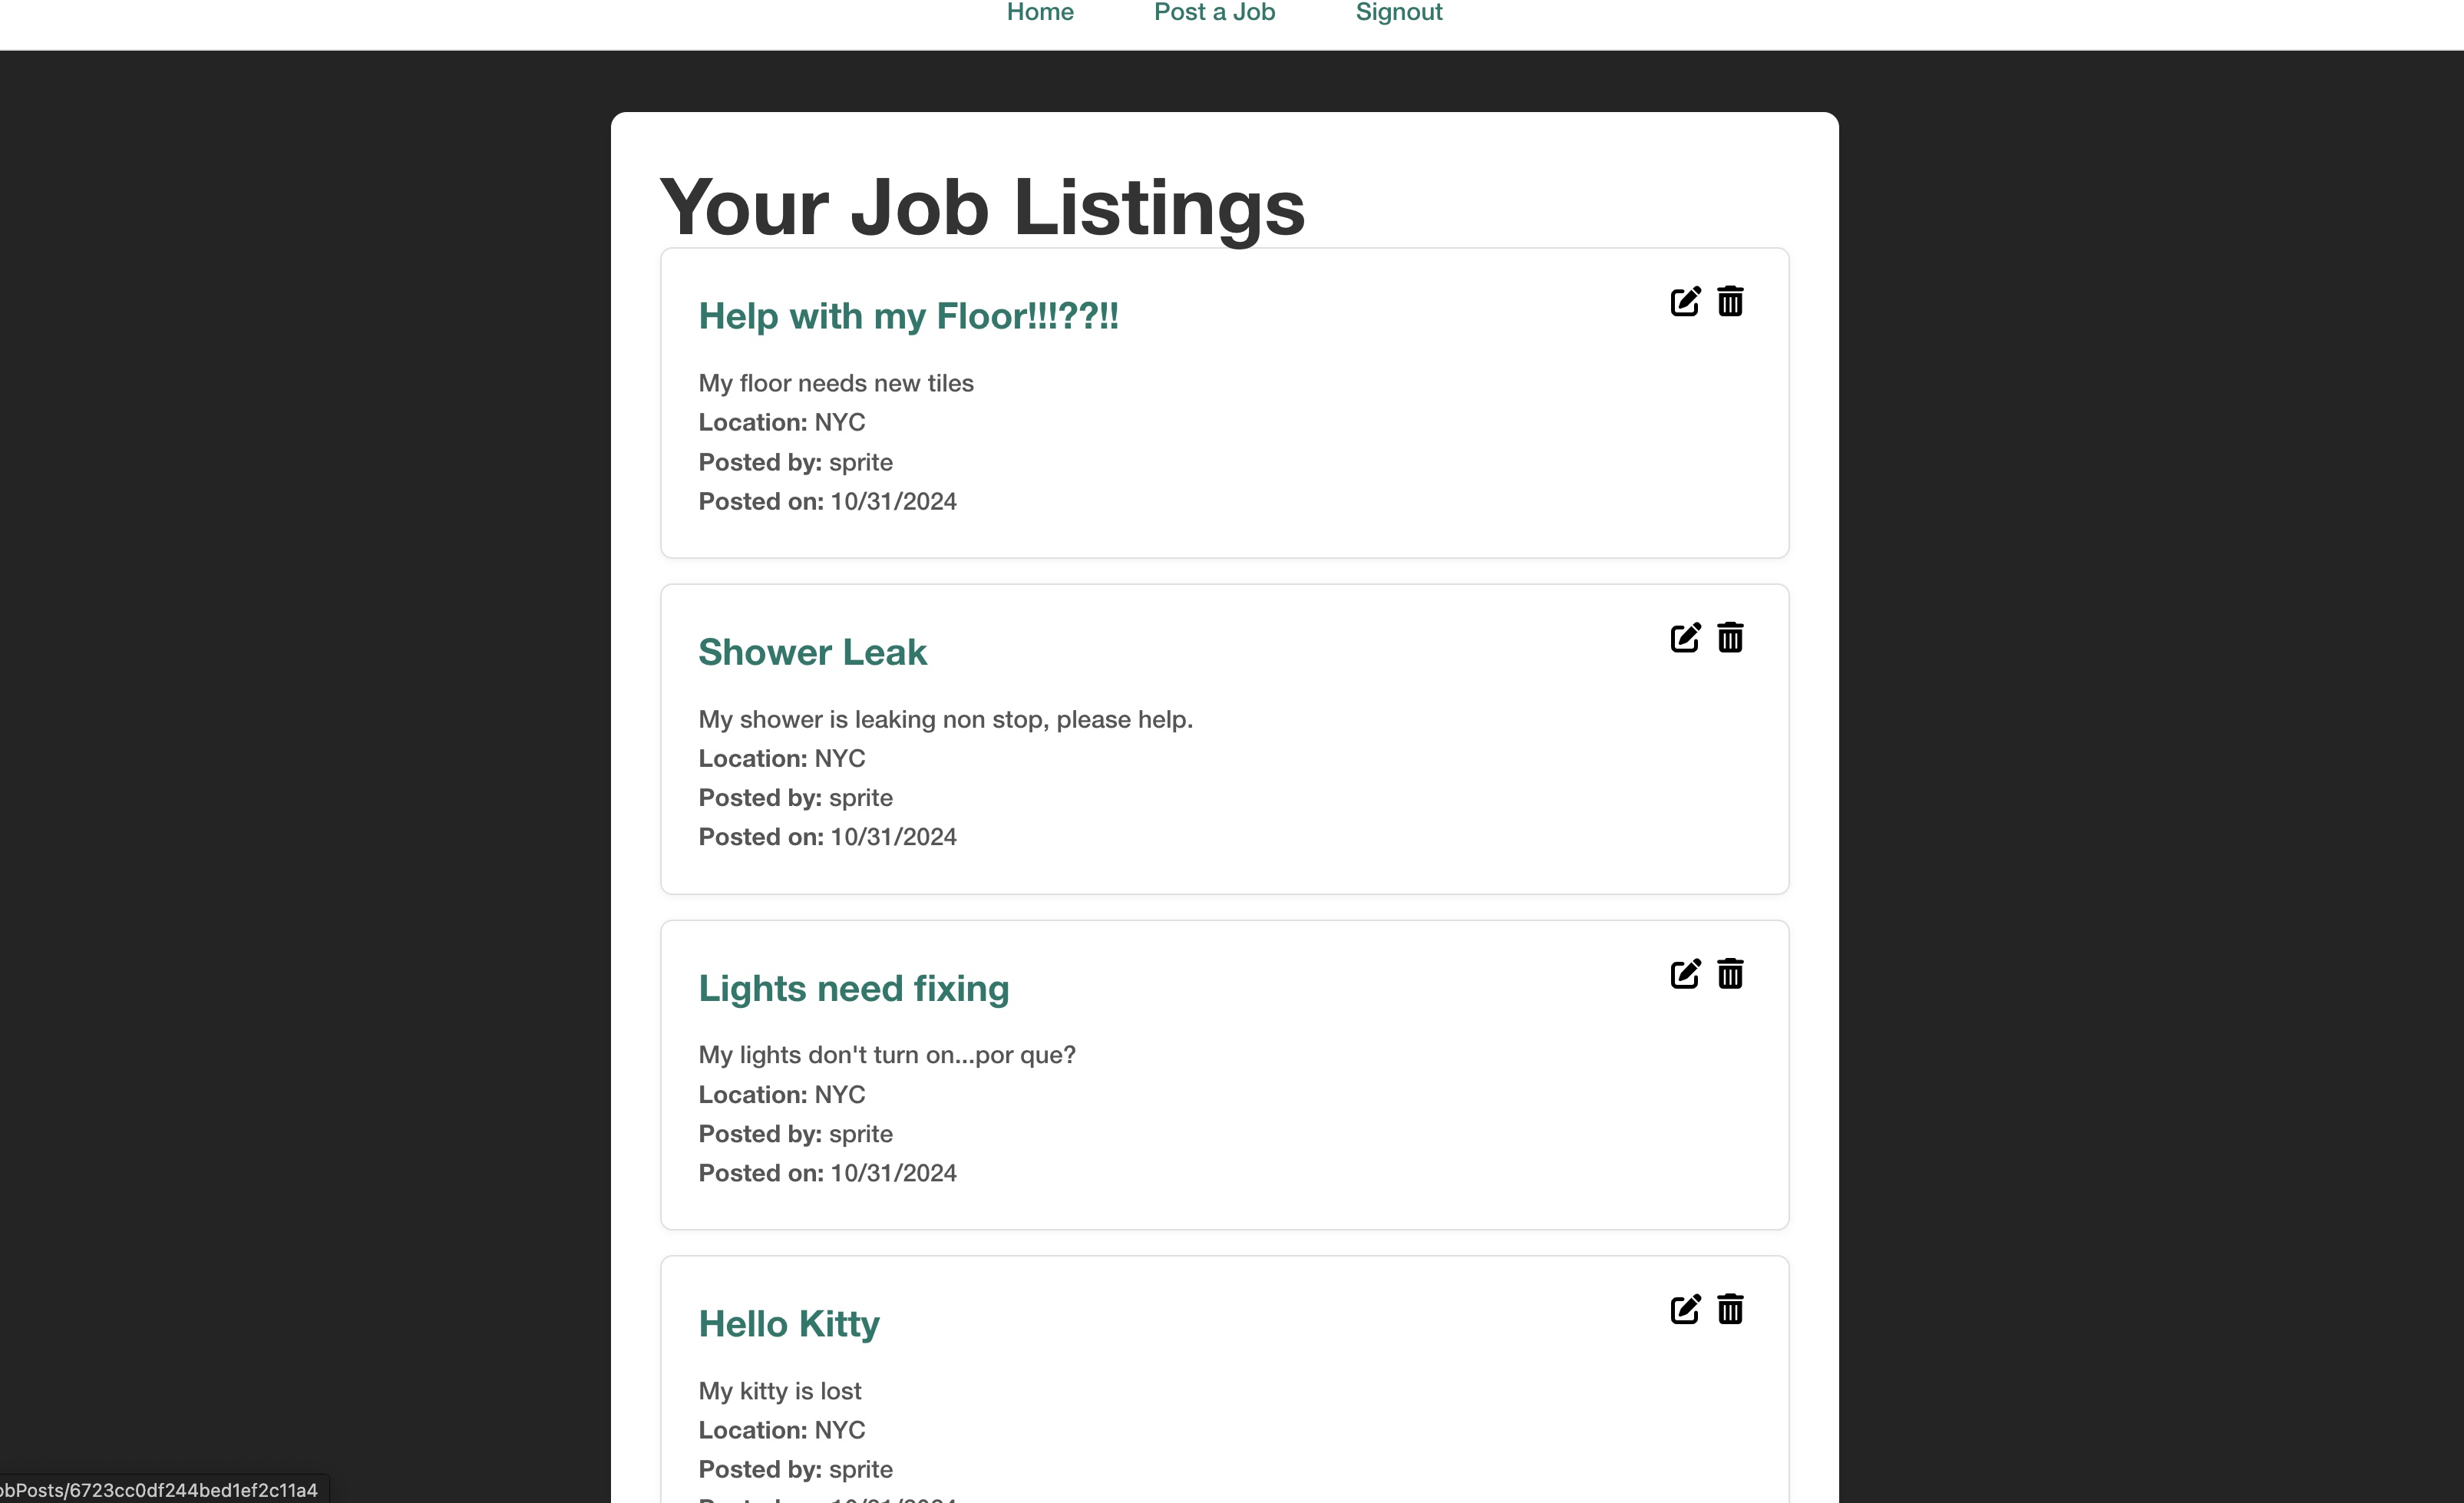 Home Post a Job Signout
Your Job Listings
Help with my Floor!!!??!!
My floor needs new tiles
Location: NYC
Posted by: sprite
Posted on: 10/31/2024
Shower Leak
My shower is leaking non stop, please help.
Location: NYC
Posted by: sprite
Posted on: 10/31/2024
Lights need fixing
My lights don't turn on...por que?
Location: NYC
Posted by: sprite
Posted on: 10/31/2024
Hello Kitty
My kitty is lost
Location: NYC
Posted by: sprite
obPosts/6723cc0df244bed1ef2c11a4